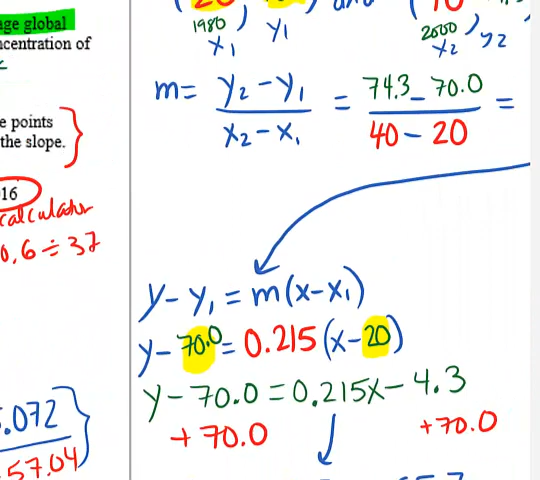 age global
1980
2000
ncentration of
x₁ y₁
x₂ y₂
m = y₂ - y₁ / x₂ - x₁ = 74.3 - 70.0 / 40 - 20 =
e points
the slope.
16
calculator
0.6 ÷ 37
y - y₁ = m(x - x₁)
y - 70.0 = 0.215 (x - 20)
y - 70.0 = 0.215x - 4.3
+ 70.0 +70.0
.072
57.04